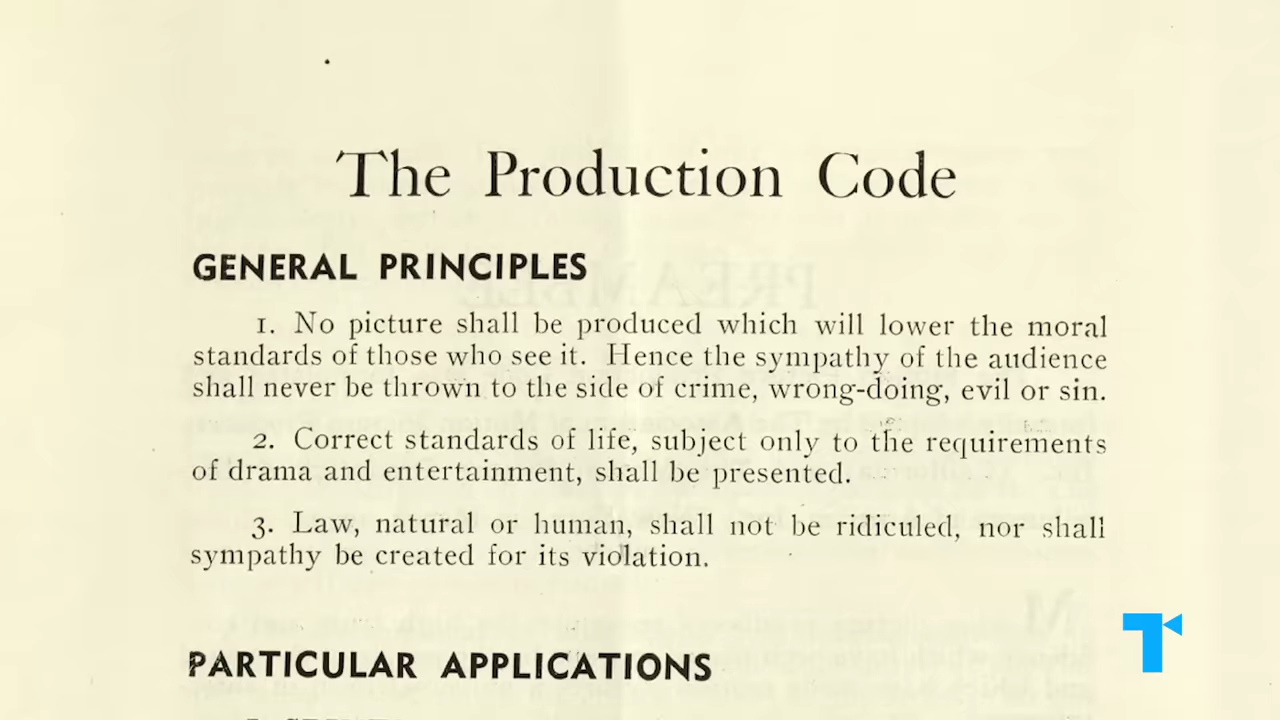 The Production Code
GENERAL PRINCIPLES
1. No picture shall be produced which will lower the moral
standards of those who see it. Hence the sympathy of the audience
shall never be thrown to the side of crime, wrong-doing, evil or sin.
2. Correct standards of life, subject only to the requirements
of drama and entertainment, shall be presented.
3. Law, natural or human, shall not be ridiculed, nor shall
sympathy be created for its violation.
PARTICULAR APPLICATIONS